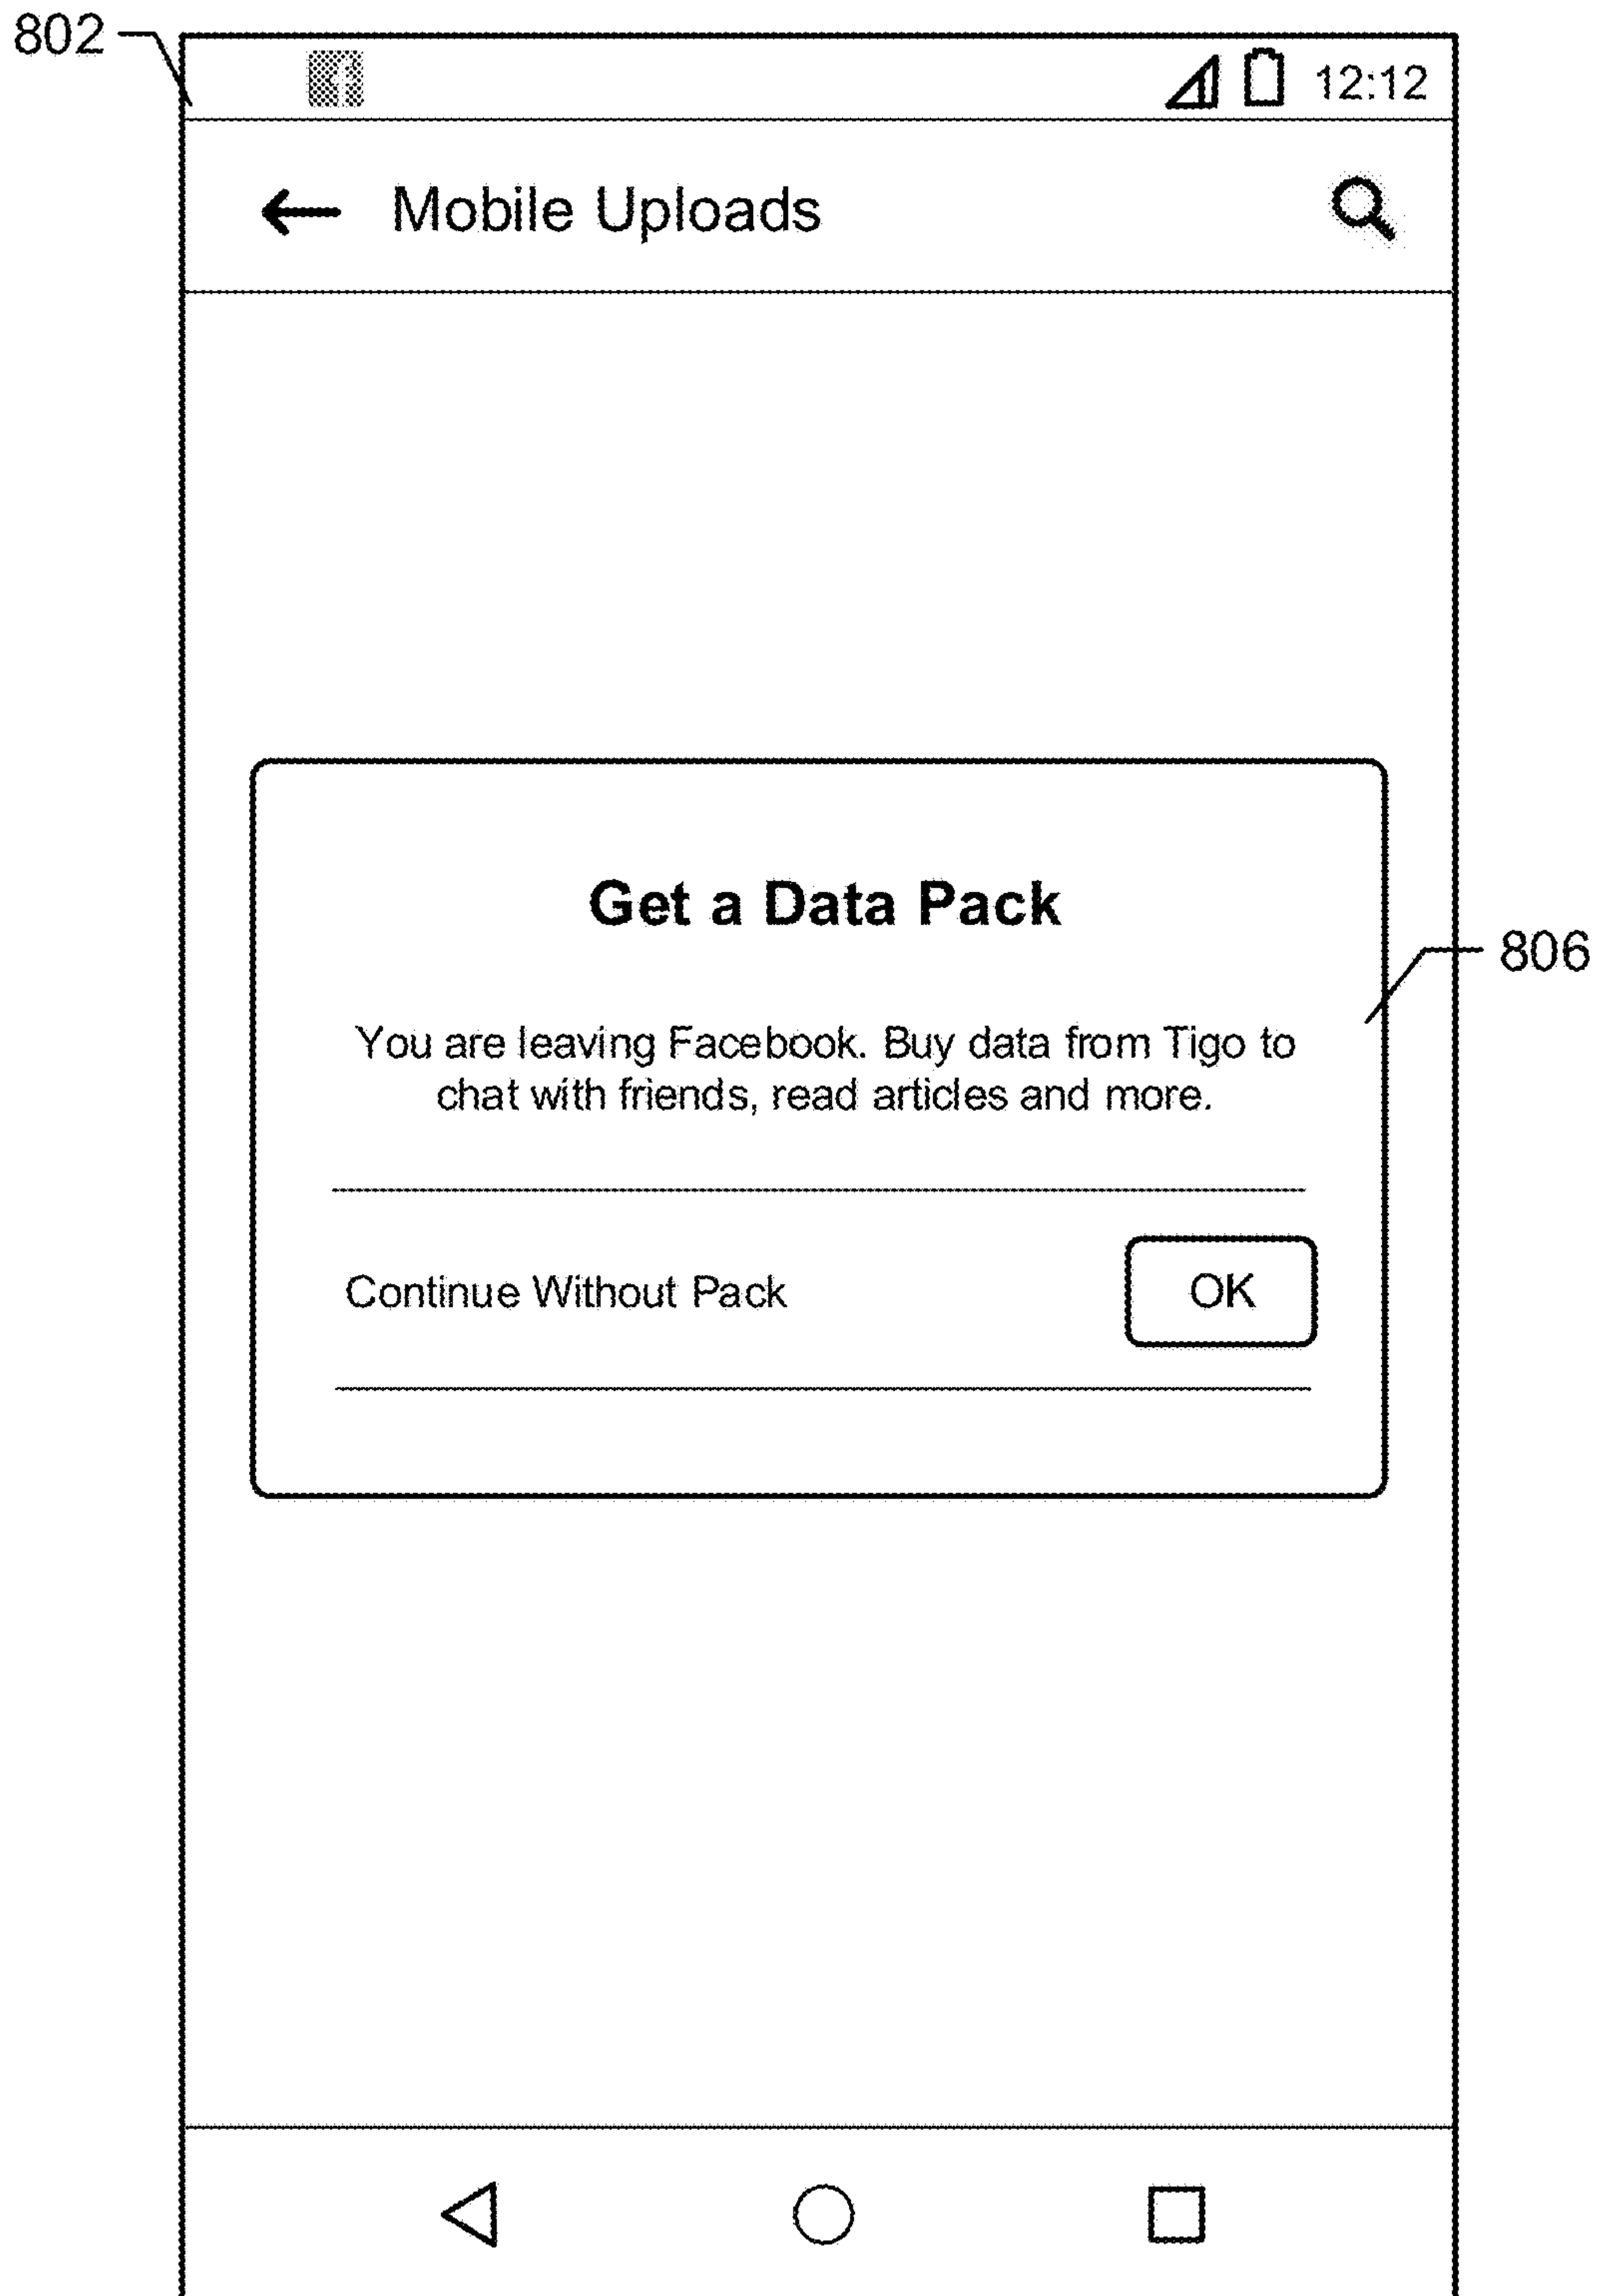 802
12:12
Mobile Uploads
Get a Data Pack
806
You are leaving Facebook. Buy data from Tigo to
chat with friends, read articles and more.
Continue Without Pack
OK